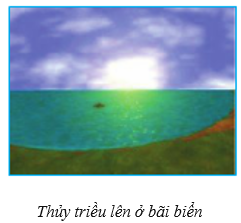 Thủy triều lên ở bãi biển